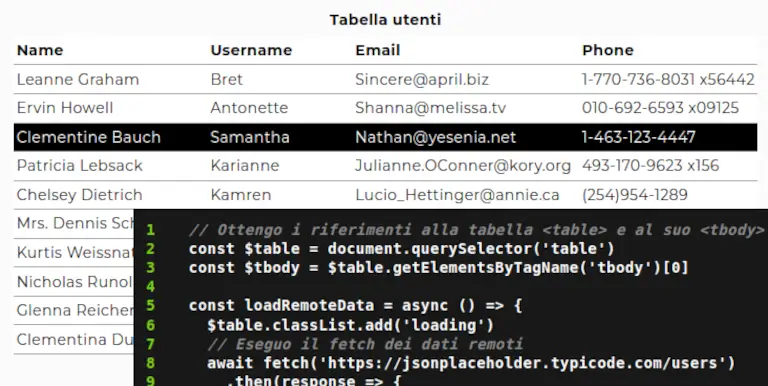 Tabella utenti
Name Username Email Phone
Leanne Graham Bret Sincere@april.biz 1-770-736-8031 x56442
Ervin Howell Antonette Shanna@melissa.tv 010-692-6593 x09125
Clementine Bauch Samantha Nathan@yesenia.net 1-463-123-4447
Patricia Lebsack Karianne Julianne.OConner@kory.org 493-170-9623 x156
Chelsey Dietrich Kamren Lucio_Hettinger@annie.ca (254)954-1289
Mrs. Dennis Sch
Kurtis Weissnat
Nicholas Runol
Glenna Reicher
Clementina Du
1 // Ottengo i riferimenti alla tabella <table> e al suo <tbody>
2 const $table = document.querySelector('table')
3 const $tbody = $table.getElementsByTagName('tbody')[0]
4
5 const loadRemoteData = async () => {
6 $table.classList.add('loading')
7 // Eseguo il fetch dei dati remoti
8 await fetch('https://jsonplaceholder.typicode.com/users')
9 .then(response => {